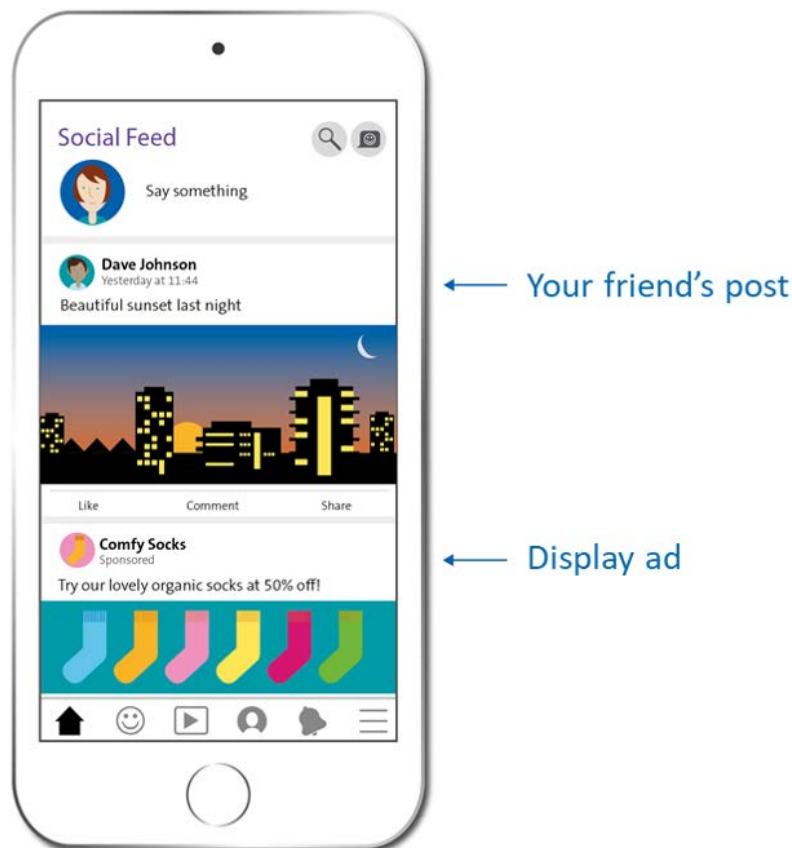 Social Feed
Say something
Dave Johnson
Yesterday at 11:44
Beautiful sunset last night
Your friend’s post
Like Comment Share
Comfy Socks
Sponsored
Try our lovely organic socks at 50% off!
Display ad